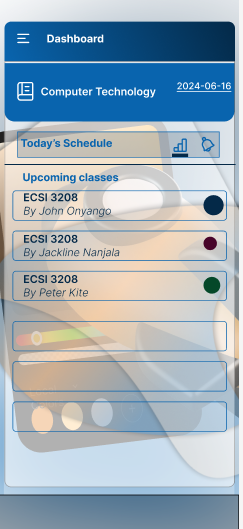 Dashboard
Computer Technology
2024-06-16
Today's Schedule
Upcoming classes
ECSI 3208
By John Onyango
ECSI 3208
By Jackline Nanjala
ECSI 3208
By Peter Kite